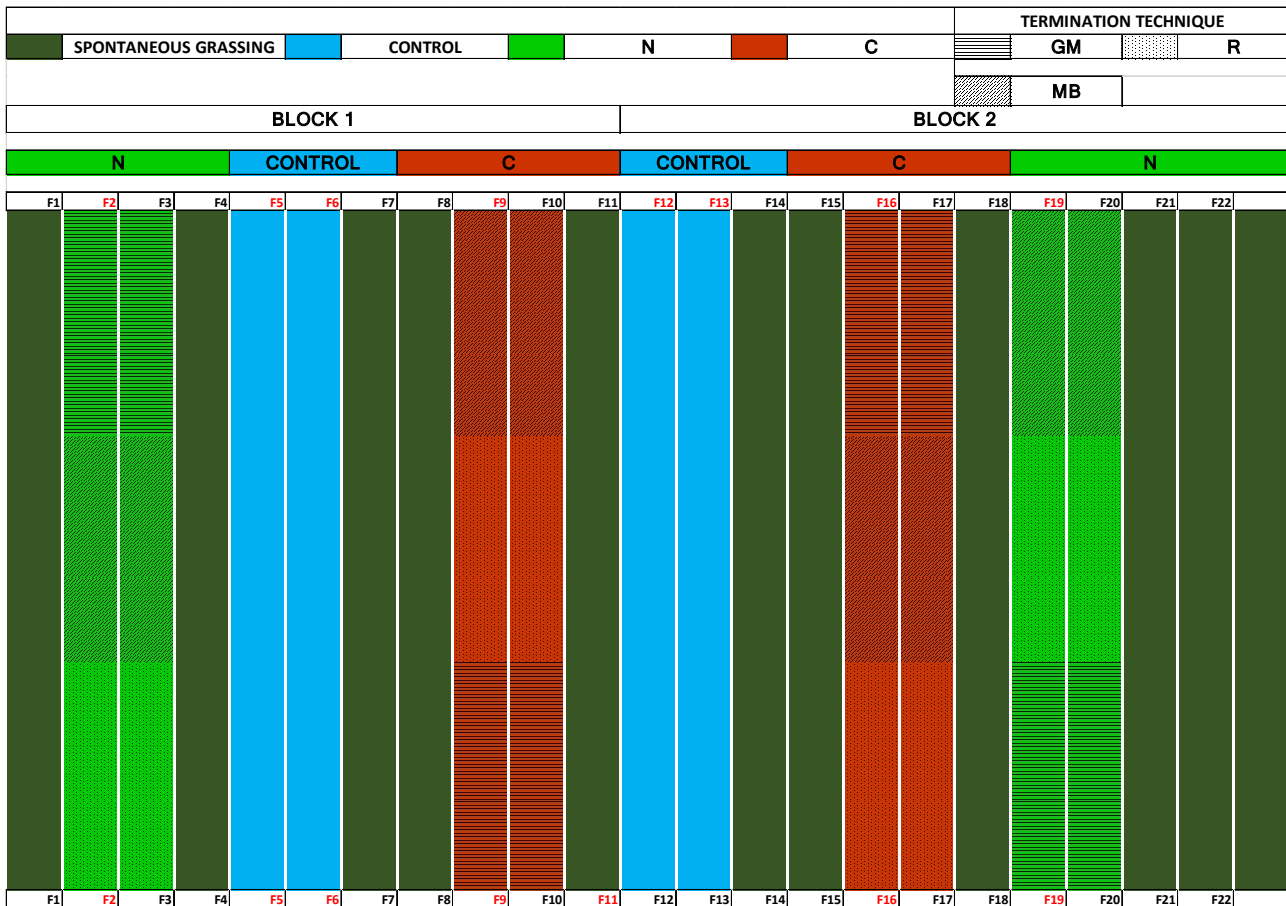 TERMINATION TECHNIQUE
SPONTANEOUS GRASSING CONTROL N C GM R
MB
BLOCK 1 BLOCK 2
N CONTROL C CONTROL C N
F1 F2 F3 F4 F5 F6 F7 F8 F9 F10 F11 F12 F13 F14 F15 F16 F17 F18 F19 F20 F21 F22
F1 F2 F3 F4 F5 F6 F7 F8 F9 F10 F11 F12 F13 F14 F15 F16 F17 F18 F19 F20 F21 F22